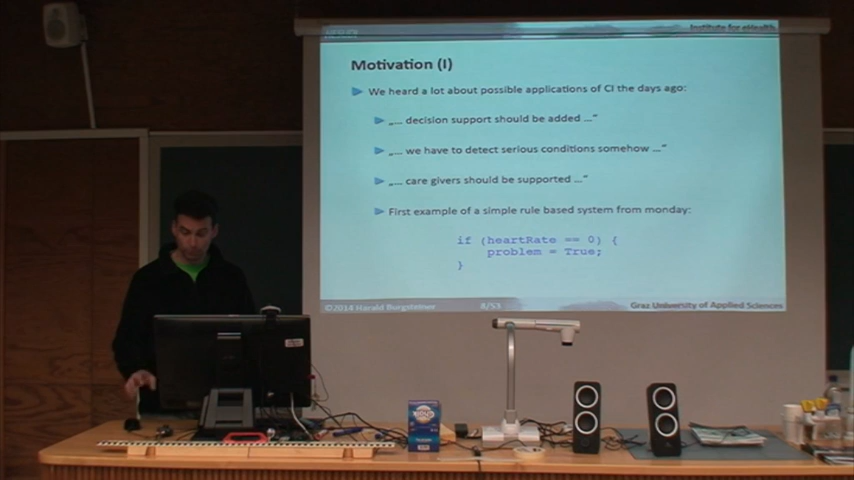 Institute for eHealth
Motivation (I)
We heard a lot about possible applications of CI the days ago:
„... decision support should be added ...“
„... we have to detect serious conditions somehow ...“
„... care givers should be supported ...“
First example of a simple rule based system from monday:
if (heartRate == 0) {
problem = True;
}
©2014 Harald Burgsteiner 8/53 Graz University of Applied Sciences